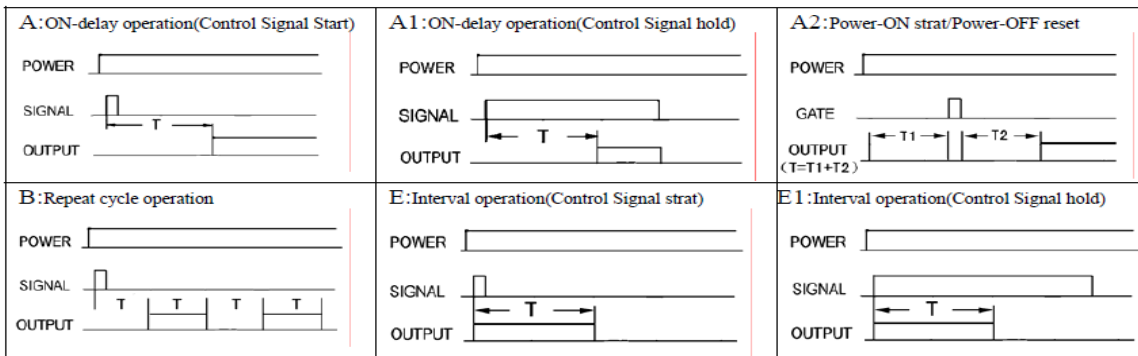 A:ON-delay operation(Control Signal Start)
POWER
SIGNAL
T
OUTPUT
A1:ON-delay operation(Control Signal hold)
POWER
SIGNAL
T
OUTPUT
A2:Power-ON strat/Power-OFF reset
POWER
GATE
T1 T2
OUTPUT
(T=T1+T2)
B:Repeat cycle operation
POWER
SIGNAL
T T T T
OUTPUT
E:Interval operation(Control Signal strat)
POWER
SIGNAL
T
OUTPUT
E1:Interval operation(Control Signal hold)
POWER
SIGNAL
T
OUTPUT